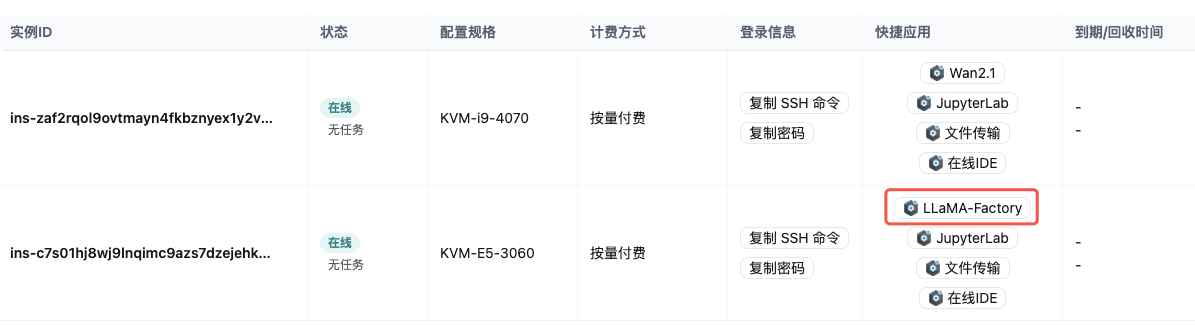 实例ID 状态 配置规格 计费方式 登录信息 快捷应用 到期/回收时间
ins-zaf2rqol9ovtmayn4fkbznyex1y2v... 在线 无任务 KVM-i9-4070 按量付费 复制 SSH 命令 复制密码 Wan2.1 JupyterLab 文件传输 在线IDE - -
ins-c7s01hj8wj9lnqimc9azs7dzejehk... 在线 无任务 KVM-E5-3060 按量付费 复制 SSH 命令 复制密码 LLaMA-Factory JupyterLab 文件传输 在线IDE - -